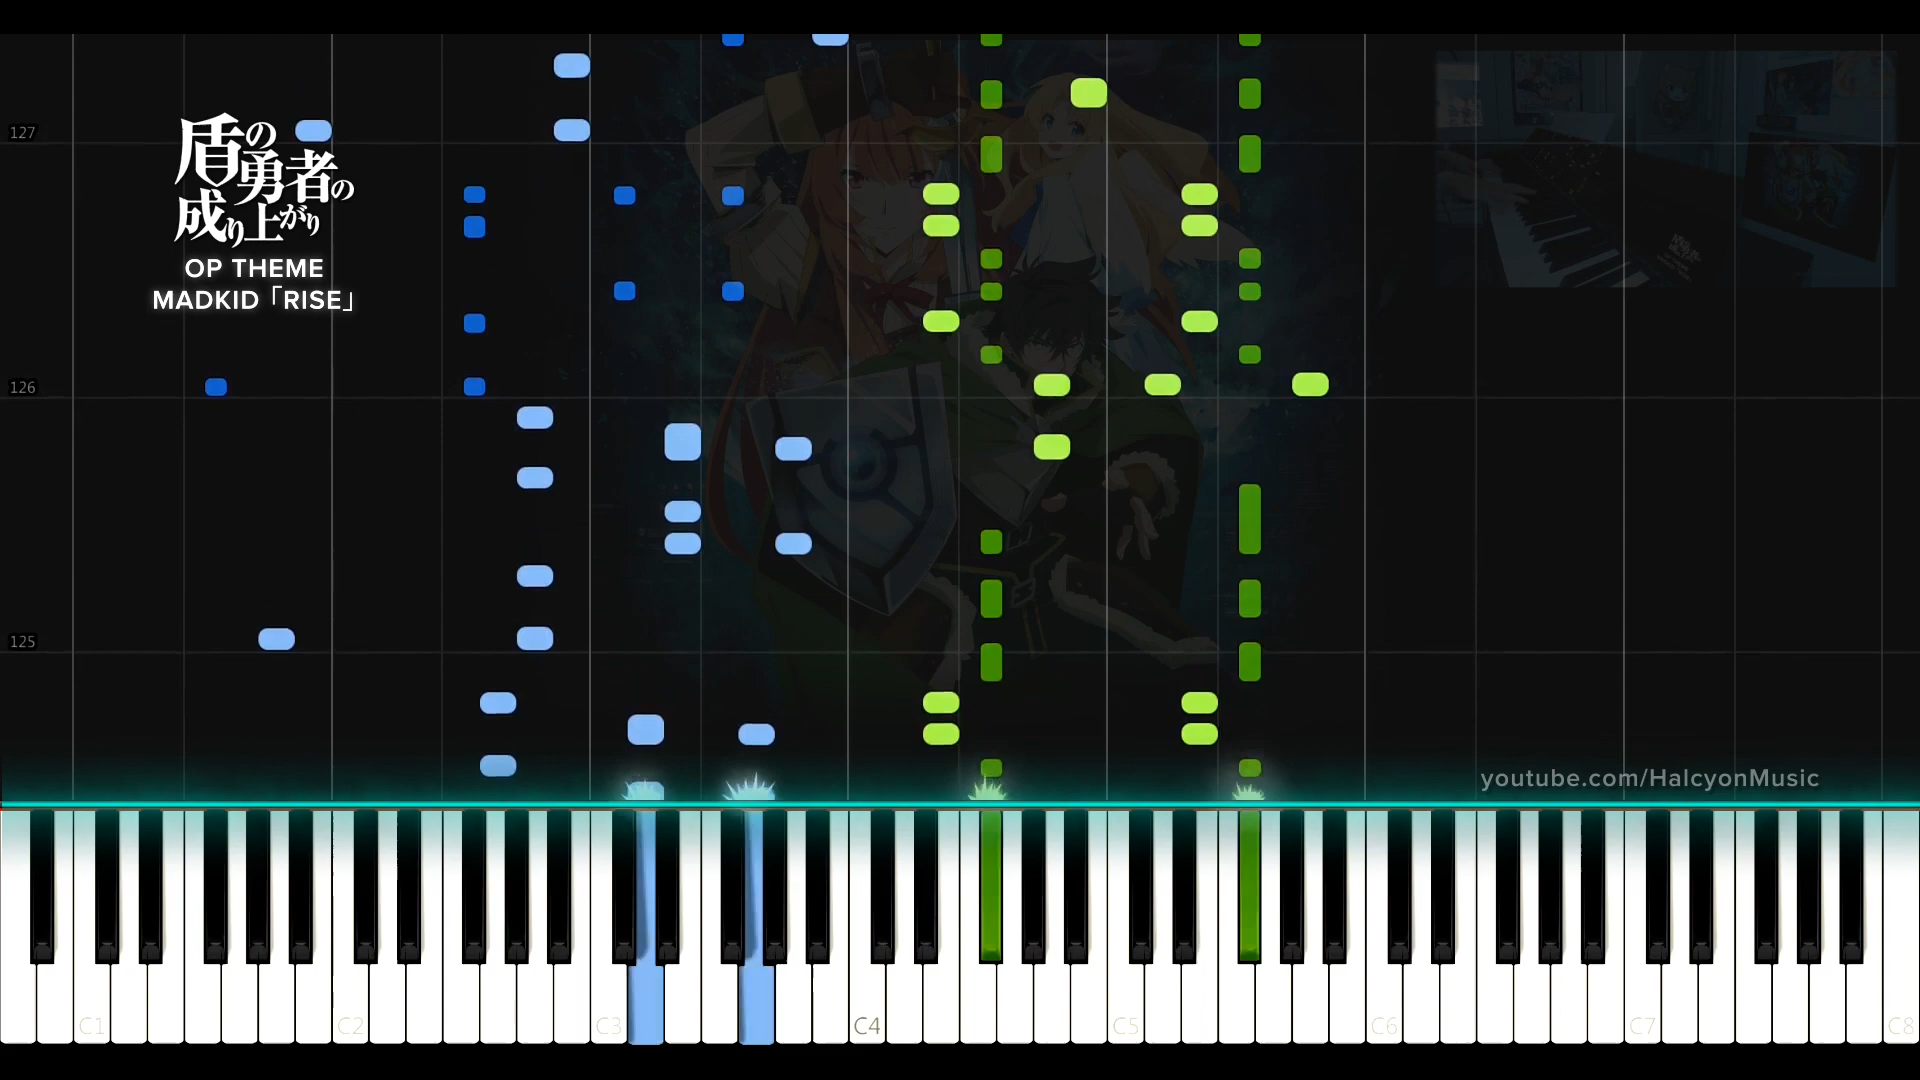 127
盾の勇者の
成り上がり
OP THEME
MADKID「RISE」
126
125
youtube.com/HalcyonMusic
C1 C2 C3 C4 C5 C6 C7 C8